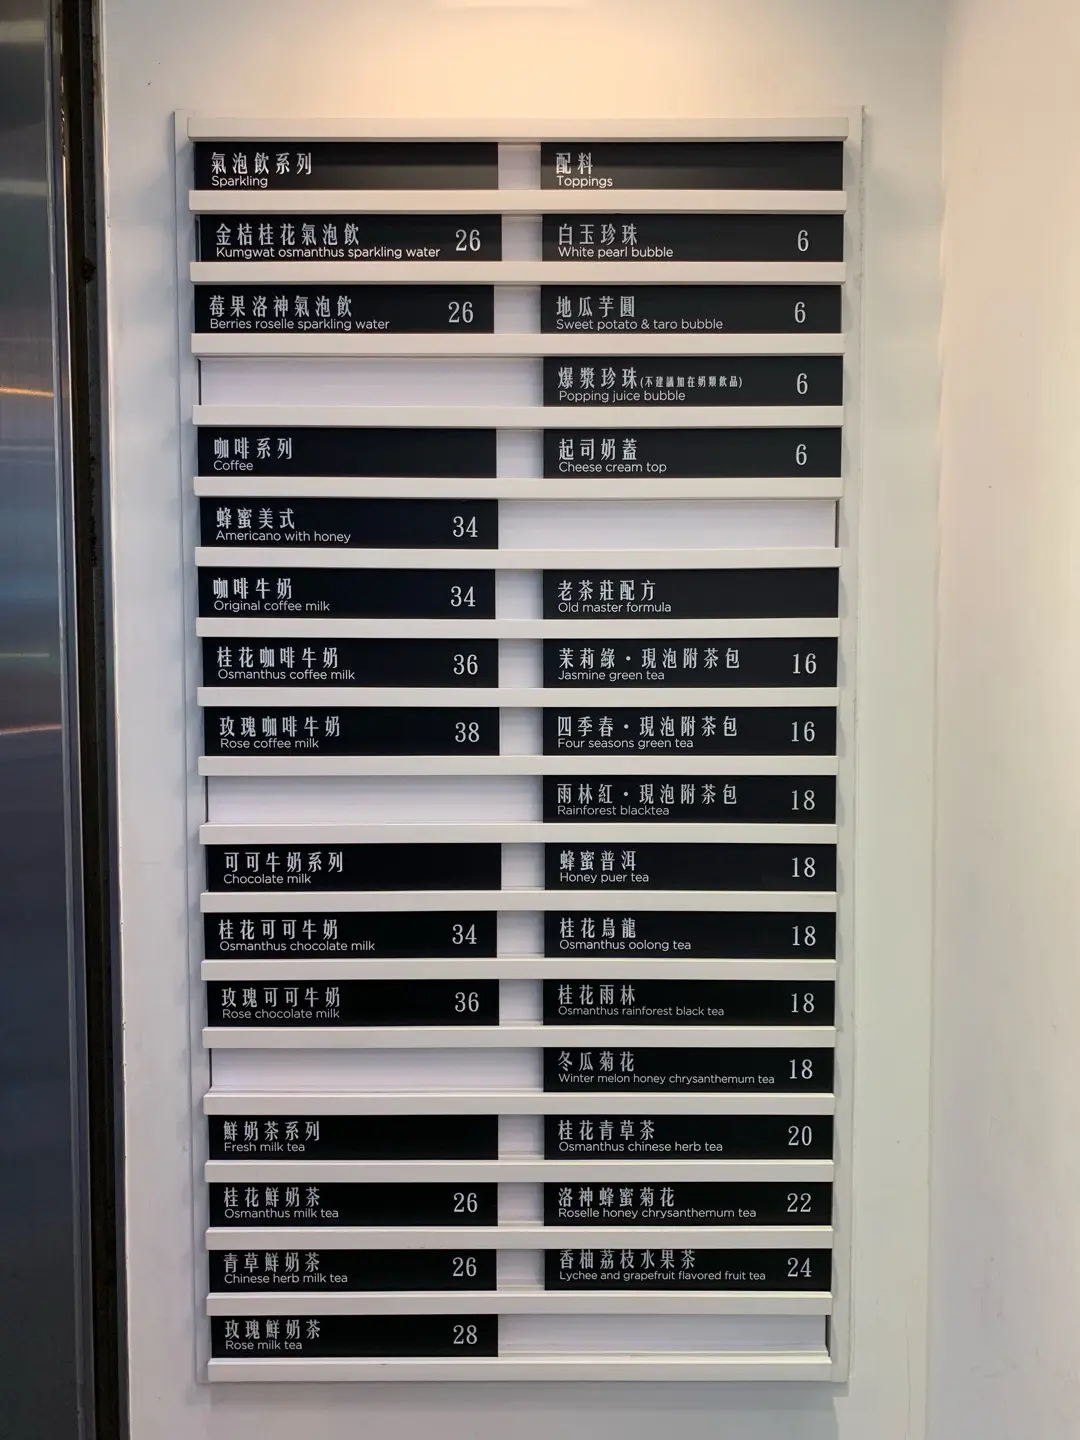 氣泡飲系列
Sparkling
金桔桂花氣泡飲 26
Kumgwat osmanthus sparkling water
莓果洛神氣泡飲 26
Berries roselle sparkling water
咖啡系列
Coffee
蜂蜜美式 34
Americano with honey
咖啡牛奶 34
Original coffee milk
桂花咖啡牛奶 36
Osmanthus coffee milk
玫瑰咖啡牛奶 38
Rose coffee milk
可可牛奶系列
Chocolate milk
桂花可可牛奶 34
Osmanthus chocolate milk
玫瑰可可牛奶 36
Rose chocolate milk
鮮奶茶系列
Fresh milk tea
桂花鮮奶茶 26
Osmanthus milk tea
青草鮮奶茶 26
Chinese herb milk tea
玫瑰鮮奶茶 28
Rose milk tea
配料
Toppings
白玉珍珠 6
White pearl bubble
地瓜芋圓 6
Sweet potato & taro bubble
爆漿珍珠(不建議加在奶類飲品) 6
Popping juice bubble
起司奶蓋 6
Cheese cream top
老茶莊配方
Old master formula
茉莉綠・現泡附茶包 16
Jasmine green tea
四季春・現泡附茶包 16
Four seasons green tea
雨林紅・現泡附茶包 18
Rainforest blacktea
蜂蜜普洱 18
Honey puer tea
桂花烏龍 18
Osmanthus oolong tea
桂花雨林 18
Osmanthus rainforest black tea
冬瓜菊花 18
Winter melon honey chrysanthemum tea
桂花青草茶 20
Osmanthus chinese herb tea
洛神蜂蜜菊花 22
Roselle honey chrysanthemum tea
香柚荔枝水果茶 24
Lychee and grapefruit flavored fruit tea